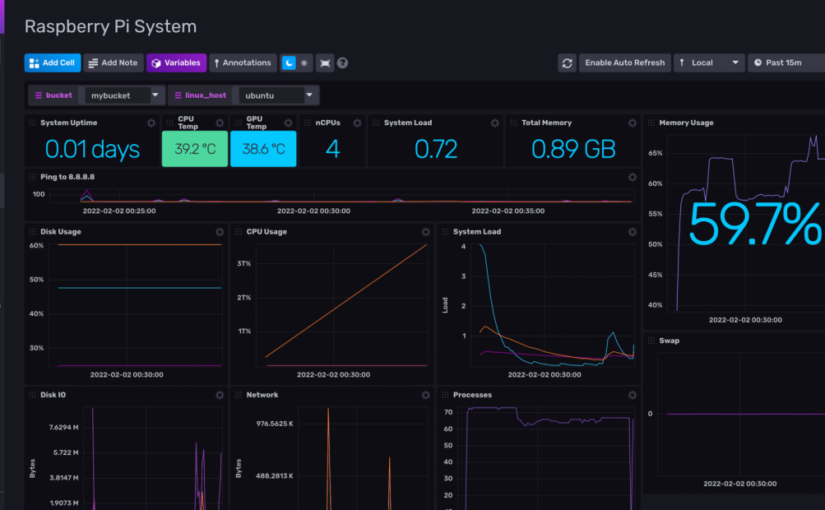 Raspberry Pi System
Add Cell Add Note Variables Annotations Enable Auto Refresh Local Past 15m
bucket mybucket linux_host ubuntu
System Uptime
0.01 days
CPU Temp
39.2 °C
GPU Temp
38.6 °C
nCPUs
4
System Load
0.72
Total Memory
0.89 GB
Memory Usage
65%
60%
55%
50%
45%
40%
59.7%
2022-02-02 00:30:00
Ping to 8.8.8.8
100
2022-02-02 00:25:00 2022-02-02 00:30:00 2022-02-02 00:35:00
Disk Usage
60%
50%
40%
30%
2022-02-02 00:30:00
CPU Usage
3T%
2T%
1T%
2022-02-02 00:30:00
System Load
Load
4
3
2
1
2022-02-02 00:30:00
Swap
0
2022-02-02 00:30:00
Disk IO
Bytes
7.6294 M
5.722 M
3.8147 M
1.9073 M
Network
Bytes
976.5625 K
488.2813 K
Processes
70
60
50
40
30
20
10